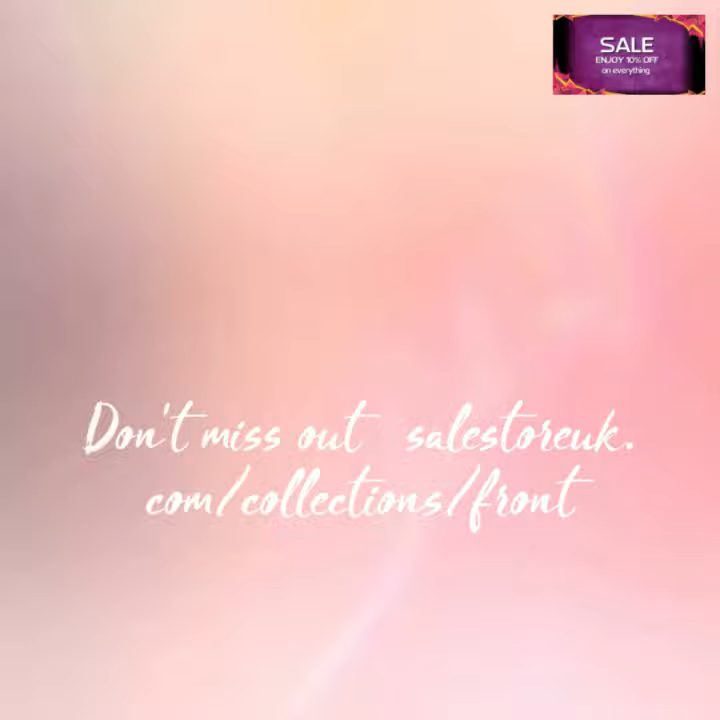 SALE
ENJOY 10% OFF
on everything
Don't miss out salestoreuk.
com/collections/front